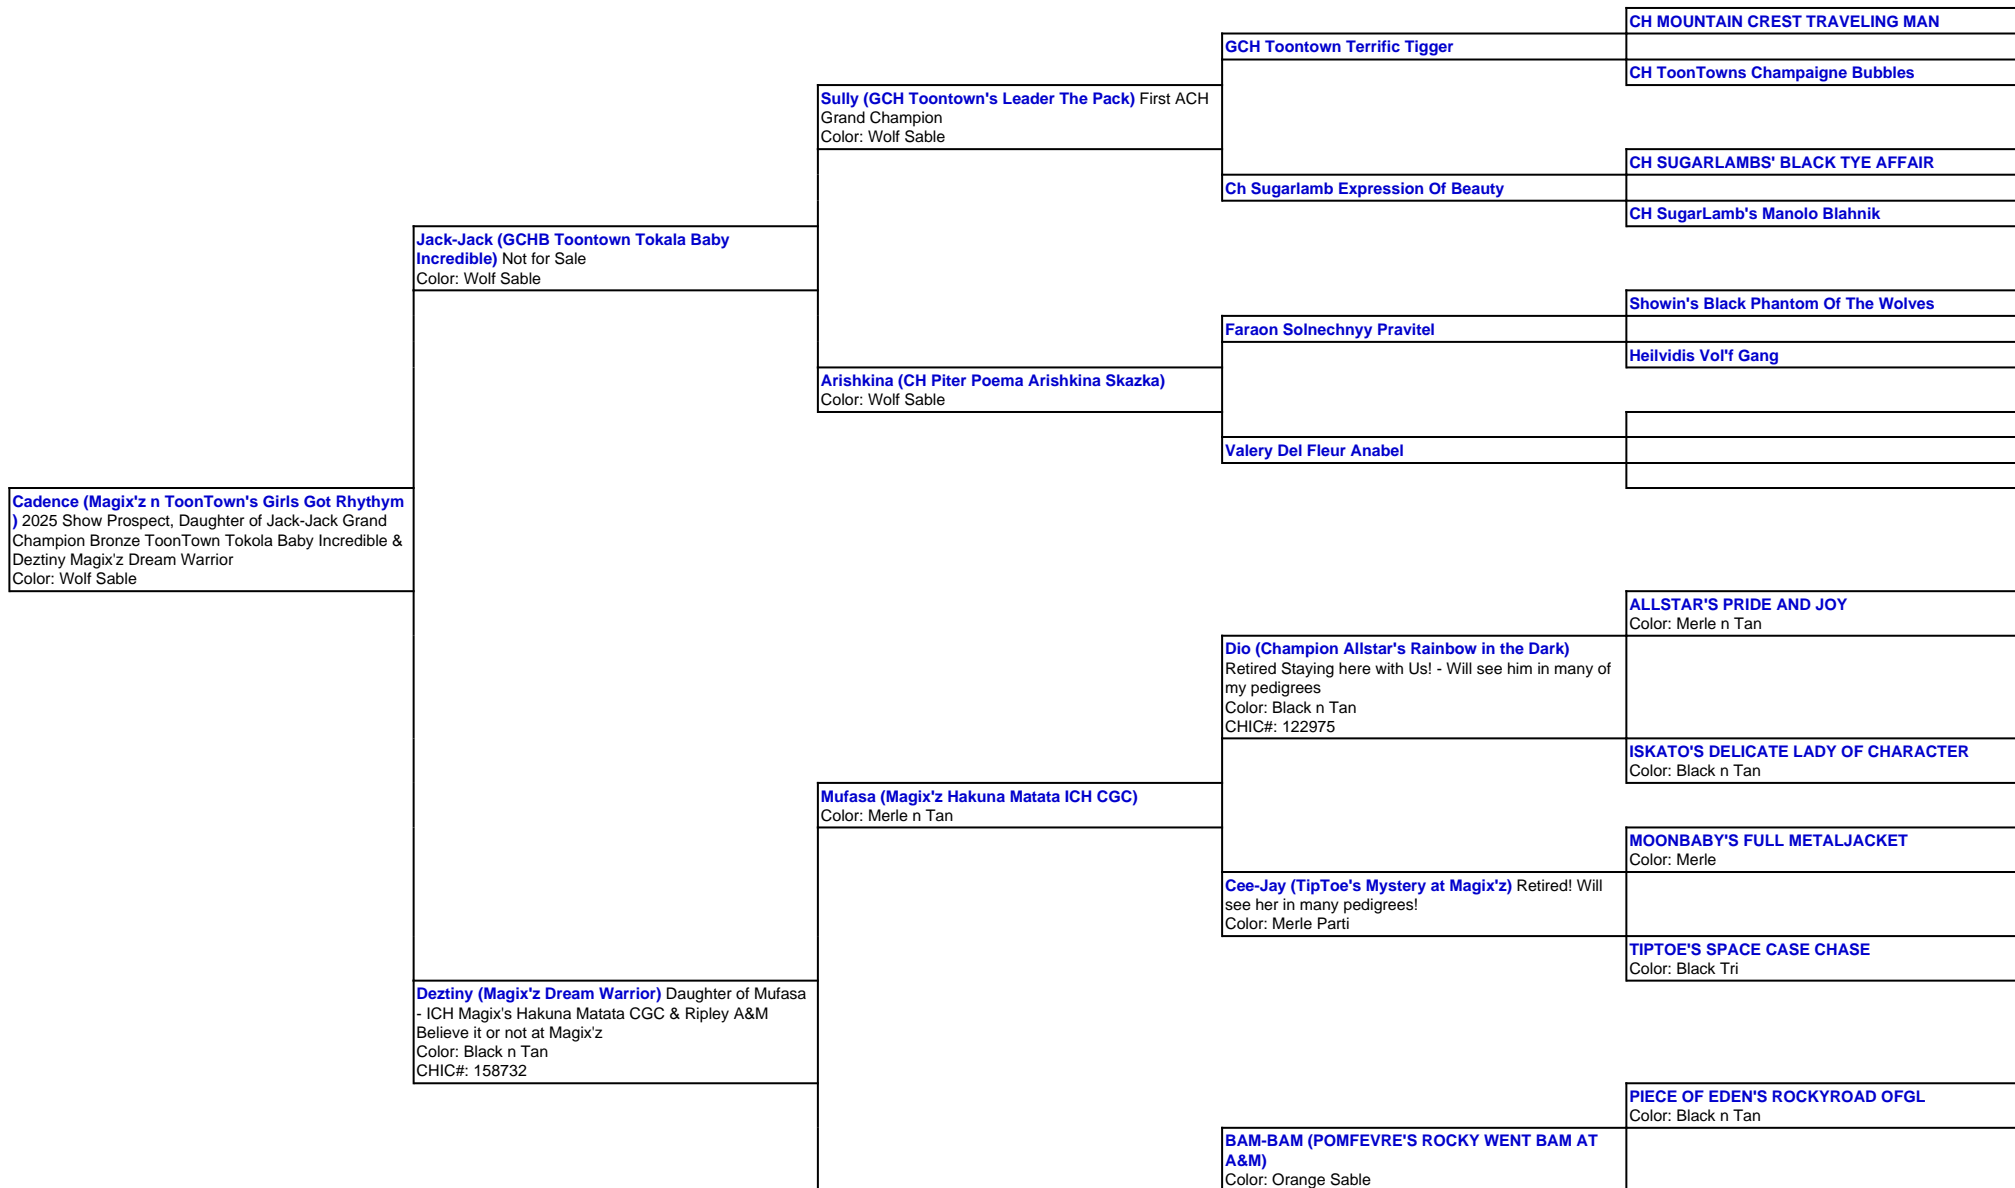 CH MOUNTAIN CREST TRAVELING MAN
GCH Toontown Terrific Tigger
CH ToonTowns Champaigne Bubbles
Sully (GCH Toontown's Leader The Pack) First ACH
Grand Champion
Color: Wolf Sable
CH SUGARLAMBS' BLACK TYE AFFAIR
Ch Sugarlamb Expression Of Beauty
CH SugarLamb's Manolo Blahnik
Jack-Jack (GCHB Toontown Tokala Baby
Incredible) Not for Sale
Color: Wolf Sable
Showin's Black Phantom Of The Wolves
Faraon Solnechnyy Pravitel
Heilvidis Vol'f Gang
Arishkina (CH Piter Poema Arishkina Skazka)
Color: Wolf Sable
Valery Del Fleur Anabel
Cadence (Magix'z n ToonTown's Girls Got Rhythym
) 2025 Show Prospect, Daughter of Jack-Jack Grand
Champion Bronze ToonTown Tokola Baby Incredible &
Deztiny Magix'z Dream Warrior
Color: Wolf Sable
ALLSTAR'S PRIDE AND JOY
Color: Merle n Tan
Dio (Champion Allstar's Rainbow in the Dark)
Retired Staying here with Us! - Will see him in many of
my pedigrees
Color: Black n Tan
CHIC#: 122975
ISKATO'S DELICATE LADY OF CHARACTER
Color: Black n Tan
Mufasa (Magix'z Hakuna Matata ICH CGC)
Color: Merle n Tan
MOONBABY'S FULL METALJACKET
Color: Merle
Cee-Jay (TipToe's Mystery at Magix'z) Retired! Will
see her in many pedigrees!
Color: Merle Parti
TIPTOE'S SPACE CASE CHASE
Color: Black Tri
Deztiny (Magix'z Dream Warrior) Daughter of Mufasa
- ICH Magix's Hakuna Matata CGC & Ripley A&M
Believe it or not at Magix'z
Color: Black n Tan
CHIC#: 158732
PIECE OF EDEN'S ROCKYROAD OFGL
Color: Black n Tan
BAM-BAM (POMFEVRE'S ROCKY WENT BAM AT
A&M)
Color: Orange Sable